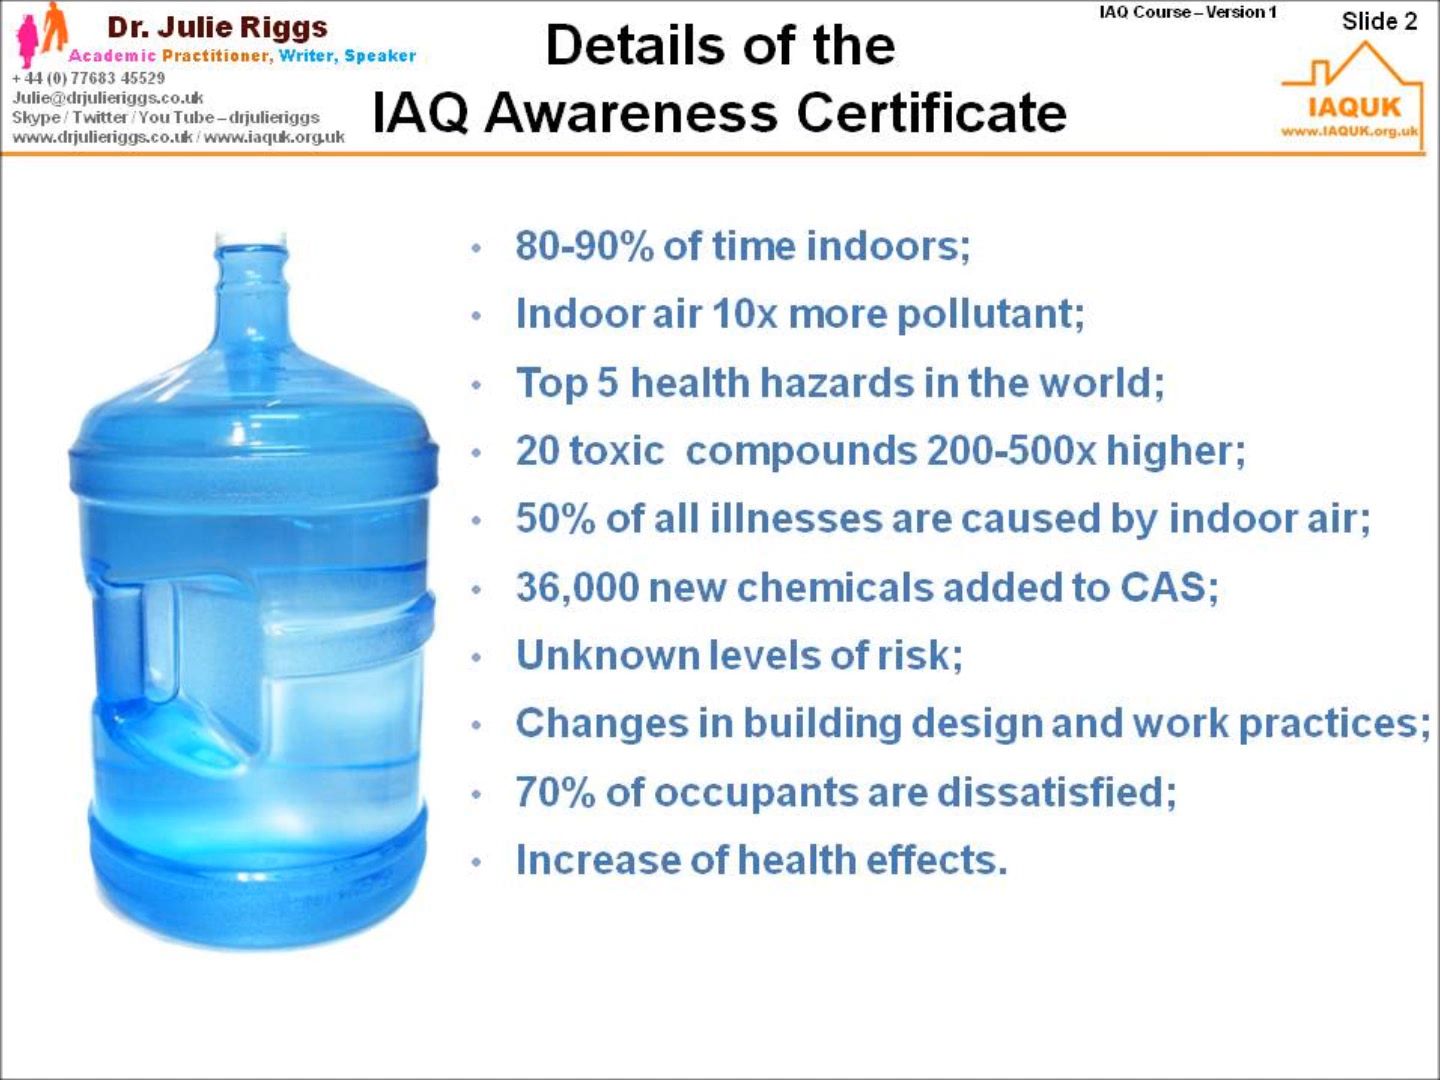 Dr. Julie Riggs
Academic Practitioner, Writer, Speaker
+ 44 (0) 77683 45529
Julie@drjulieriggs.co.uk
Skype / Twitter / You Tube – drjulieriggs
www.drjulieriggs.co.uk / www.iaquk.org.uk
Details of the
IAQ Awareness Certificate
IAQ Course – Version 1
Slide 2
IAQUK
www.IAQUK.org.uk
• 80-90% of time indoors;
• Indoor air 10x more pollutant;
• Top 5 health hazards in the world;
• 20 toxic compounds 200-500x higher;
• 50% of all illnesses are caused by indoor air;
• 36,000 new chemicals added to CAS;
• Unknown levels of risk;
• Changes in building design and work practices;
• 70% of occupants are dissatisfied;
• Increase of health effects.